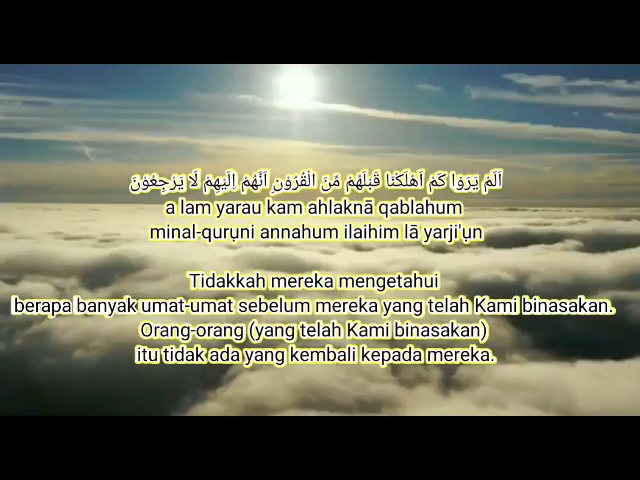 اَلَمْ يَرَوْا كَمْ اَهْلَكْنَا قَبْلَهُمْ مِّنَ الْقُرُوْنِ اَنَّهُمْ اِلَيْهِمْ لَا يَرْجِعُوْنَ
a lam yarau kam ahlaknā qablahum
minal-qurụni annahum ilaihim lā yarji'ụn
Tidakkah mereka mengetahui
berapa banyak umat-umat sebelum mereka yang telah Kami binasakan.
Orang-orang (yang telah Kami binasakan)
itu tidak ada yang kembali kepada mereka.